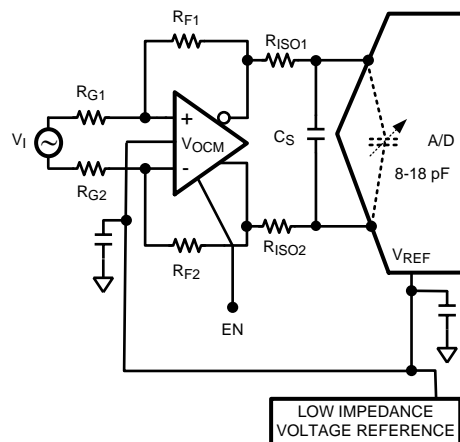 RF1
RISO1
RG1
VI
+
VOCM
-
RG2
CS
A/D
8-18 pF
RF2
RISO2
VREF
EN
LOW IMPEDANCE
VOLTAGE REFERENCE